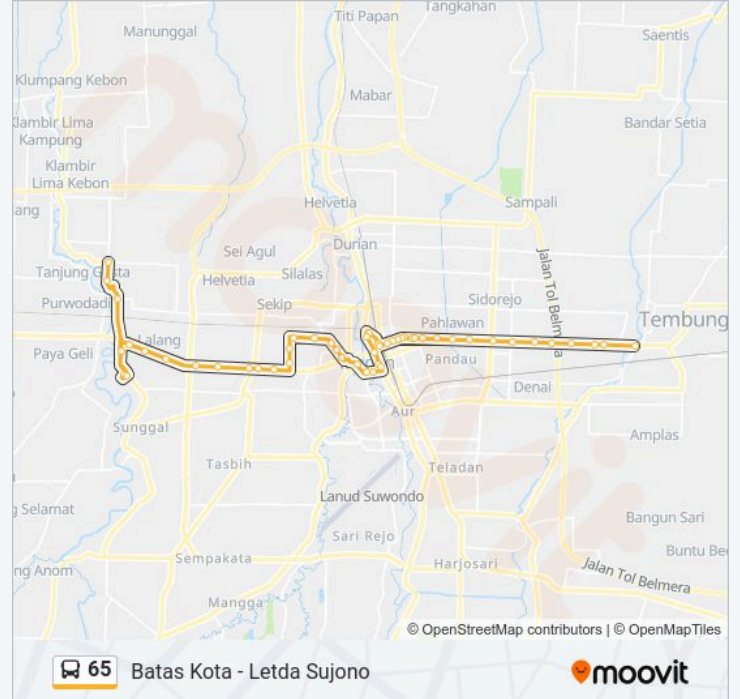 Titi Papan
Tangkahan
Manunggal
Saentis
Klumpang Kebon
Mabar
Klambir Lima
Kampung
Bandar Setia
Klambir
Lima Kebon
Helvetia
Sampali
ang
Durian
Sei Agul
Tanjung Gusta
Helvetia
Silalas
Jalan Tol Belmera
Purwodadi
Sekip
Sidorejo
Pahlawan
Tembung
Lalang
Paya Geli
Pandau
Denai
Aur
Sunggal
Amplas
Tasbih
Teladan
Lanud Suwondo
g Selamat
Bangun Sari
Sari Rejo
Sempakata
Harjosari
Buntu Be
ng Anom
Jalan Tol Belmera
Mangga
© OpenStreetMap contributors | © OpenMapTiles
65 Batas Kota - Letda Sujono
moovit